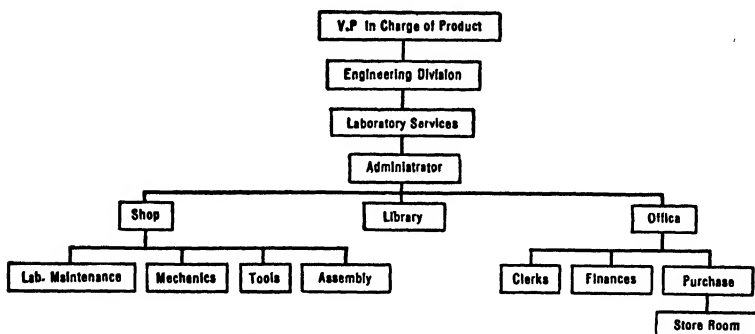 V.P In Charge of Product
Engineering Division
Laboratory Services
Administrator
Shop
Library
Office
Lab. Maintenance
Mechanics
Tools
Assembly
Clerks
Finances
Purchase
Store Room